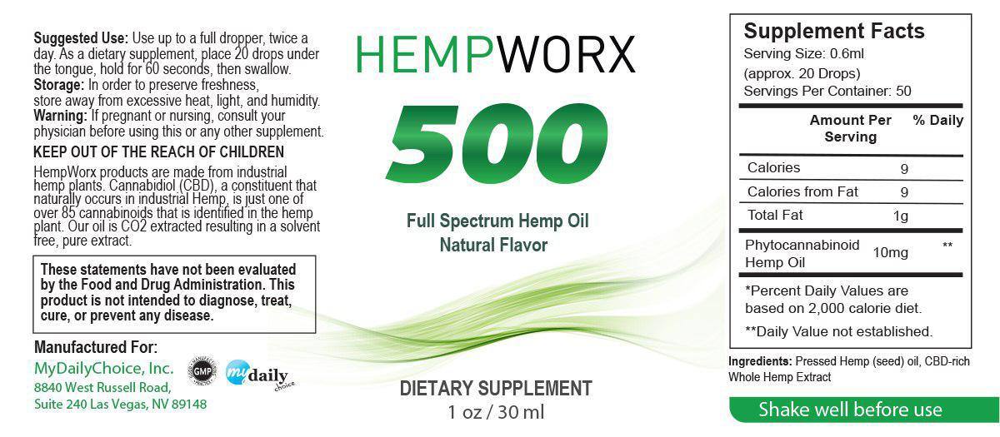 Suggested Use: Use up to a full dropper, twice a
day. As a dietary supplement, place 20 drops under
the tongue, hold for 60 seconds, then swallow.
Storage: In order to preserve freshness,
store away from excessive heat, light, and humidity.
Warning: If pregnant or nursing, consult your
physician before using this or any other supplement.
KEEP OUT OF THE REACH OF CHILDREN
HempWorx products are made from industrial
hemp plants. Cannabidiol (CBD), a constituent that
naturally occurs in industrial Hemp, is just one of
over 85 cannabinoids that is identified in the hemp
plant. Our oil is CO2 extracted resulting in a solvent
free, pure extract.
These statements have not been evaluated
by the Food and Drug Administration. This
product is not intended to diagnose, treat,
cure, or prevent any disease.
Manufactured For:
MyDailyChoice, Inc.
8840 West Russell Road,
Suite 240 Las Vegas, NV 89148
GMP
my daily
choice
HEMPWORX
500
Full Spectrum Hemp Oil
Natural Flavor
DIETARY SUPPLEMENT
1 oz / 30 ml
Supplement Facts
Serving Size: 0.6ml
(approx. 20 Drops)
Servings Per Container: 50
Amount Per % Daily
Serving
Calories 9
Calories from Fat 9
Total Fat 1g
Phytocannabinoid 10mg **
Hemp Oil
*Percent Daily Values are
based on 2,000 calorie diet.
**Daily Value not established.
Ingredients: Pressed Hemp (seed) oil, CBD-rich
Whole Hemp Extract
Shake well before use